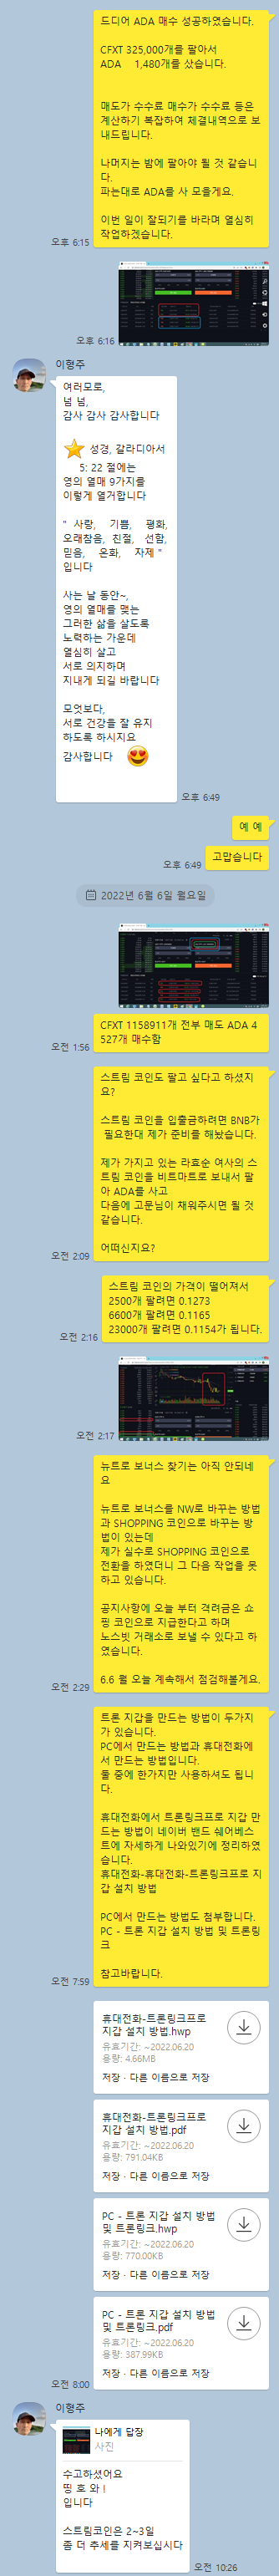 드디어 ADA 매수 성공하였습니다.
CFXT 325,000개를 팔아서
ADA 1,480개를 샀습니다.
매도가 수수료 매수가 수수료 등은
계산하기 복잡하여 체결내역으로 보
내드립니다.
나머지는 밤에 팔아야 될 것 같습니
다.
파는대로 ADA를 사 모을게요.
이번 일이 잘되기를 바라며 열심히
작업하겠습니다.
오후 6:15
오후 6:16
이형주
여러모로,
넘 넘,
감사 감사 감사합니다
성경, 갈라디아서
5: 22 절에는
영의 열매 9가지를
이렇게 열거합니다
" 사랑, 기쁨, 평화,
오래참음, 친절, 선함,
믿음, 온화, 자제 "
입니다
사는 날 동안~,
영의 열매를 맺는
그러한 삶을 살도록
노력하는 가운데
열심히 살고
서로 의지하며
지내게 되길 바랍니다
모엇보다,
서로 건강을 잘 유지
하도록 하시지요
감사합니다
오후 6:49
예 예
고맙습니다
오후 6:49
2022년 6월 6일 월요일
CFXT 1158911개 전부 매도 ADA 4
527개 매수함
오전 1:56
스트림 코인도 팔고 싶다고 하셨지
요?
스트림 코인을 입출금하려면 BNB가
필요한대 제가 준비를 해놨습니다.
제가 가지고 있는 라효순 여사의 스
트림 코인을 비트마트로 보내서 팔
아 ADA를 사고
다음에 고문님이 채워주시면 될 것
같습니다.
어떠신지요?
오전 2:09
스트림 코인의 가격이 떨어져서
2500개 팔려면 0.1273
6600개 팔려면 0.1165
23000개 팔려면 0.1154가 됩니다.
오전 2:16
오전 2:17
뉴트로 보너스 찾기는 아직 안되네
요
뉴트로 보너스를 NW로 바꾸는 방법
과 SHOPPING 코인으로 바꾸는 방
법이 있는데
제가 실수로 SHOPPING 코인으로
전환을 하였더니 그 다음 작업을 못
하고 있습니다.
공지사항에 오늘 부터 격려금은 쇼
핑 코인으로 지급한다고 하며
노스빗 거래소로 보낼 수 있다고 하
였습니다.
6.6 월 오늘 계속해서 점검해볼게요.
오전 2:29
트론 지갑을 만드는 방법이 두가지
가 있습니다.
PC에서 만드는 방법과 휴대전화에
서 만드는 방법입니다.
둘 중에 한가지만 사용하셔도 됩니
다.
휴대전화에서 트론링크프로 지갑 만
드는 방법이 네이버 밴드 쉐어베스
트에 자세하게 나와있기에 정리하였
습니다.
휴대전화-휴대전화-트론링크프로 지
갑 설치 방법
PC에서 만드는 방법도 첨부합니다.
PC - 트론 지갑 설치 방법 및 트론링
크
참고바랍니다.
오전 7:59
휴대전화-트론링크프로
지갑 설치 방법.hwp
유효기간: ~2022.06.20
용량: 4.66MB
저장 · 다른 이름으로 저장
휴대전화-트론링크프로
지갑 설치 방법.pdf
유효기간: ~2022.06.20
용량: 791.04KB
저장 · 다른 이름으로 저장
PC - 트론 지갑 설치 방법
및 트론링크.hwp
유효기간: ~2022.06.20
용량: 770.00KB
저장 · 다른 이름으로 저장
PC - 트론 지갑 설치 방법
및 트론링크.pdf
유효기간: ~2022.06.20
용량: 387.99KB
저장 · 다른 이름으로 저장
오전 8:00
이형주
나에게 답장
사진
수고하셨어요
띵 호 와 !
입니다
스트림코인은 2~3일
좀 더 추세를 지켜보십시다
오전 10:26